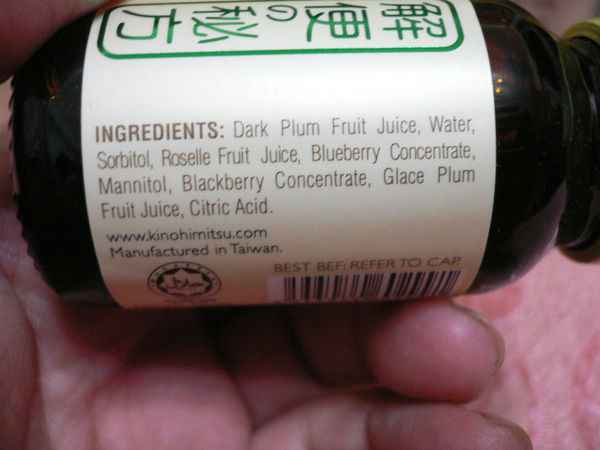 解便の秘方
INGREDIENTS: Dark Plum Fruit Juice, Water,
Sorbitol, Roselle Fruit Juice, Blueberry Concentrate,
Mannitol, Blackberry Concentrate, Glace Plum
Fruit Juice, Citric Acid.
www.kinohimitsu.com
Manufactured in Taiwan.
BEST BEF: REFER TO CAP.
حلال